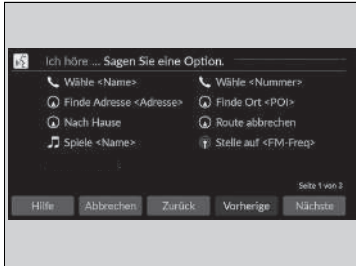 Ich höre ... Sagen Sie eine Option.
Wähle <Name> Wähle <Nummer>
Finde Adresse <Adresse> Finde Ort <POI>
Nach Hause Route abbrechen
Spiele <Name> Stelle auf <FM-Freq>
Seite 1 von 3
Hilfe Abbrechen Zurück Vorherige Nächste